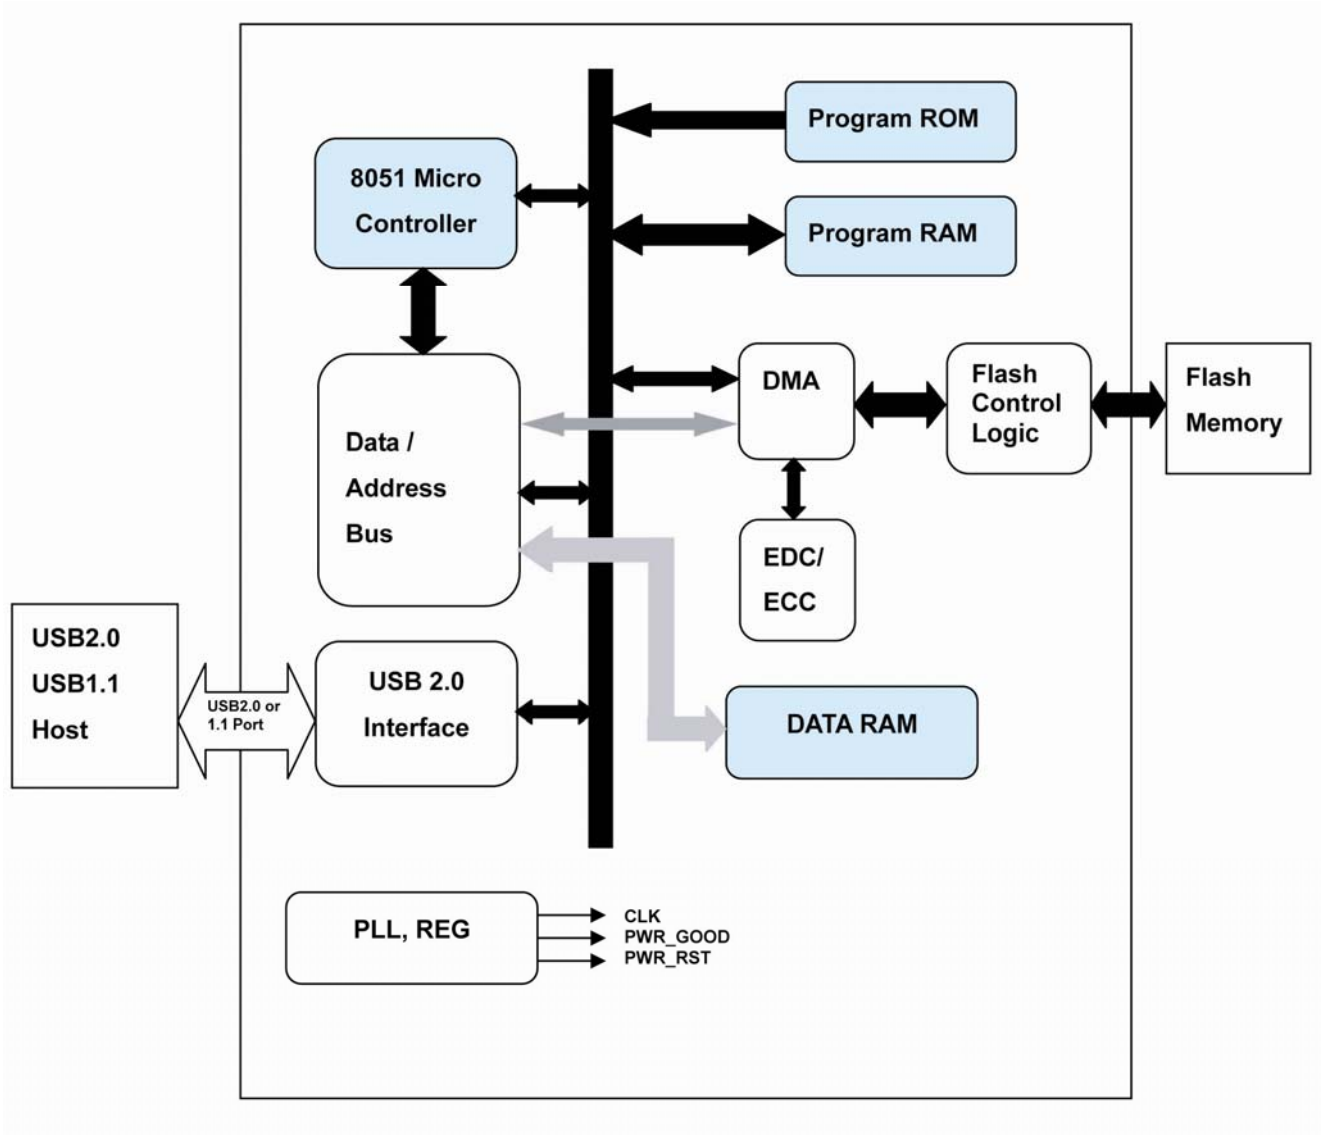 Program ROM
8051 Micro
Controller
Program RAM
DMA
Flash
Control
Logic
Flash
Memory
Data /
Address
Bus
EDC/
ECC
USB2.0
USB1.1
Host
USB2.0 or
1.1 Port
USB 2.0
Interface
DATA RAM
PLL, REG
CLK
PWR_GOOD
PWR_RST